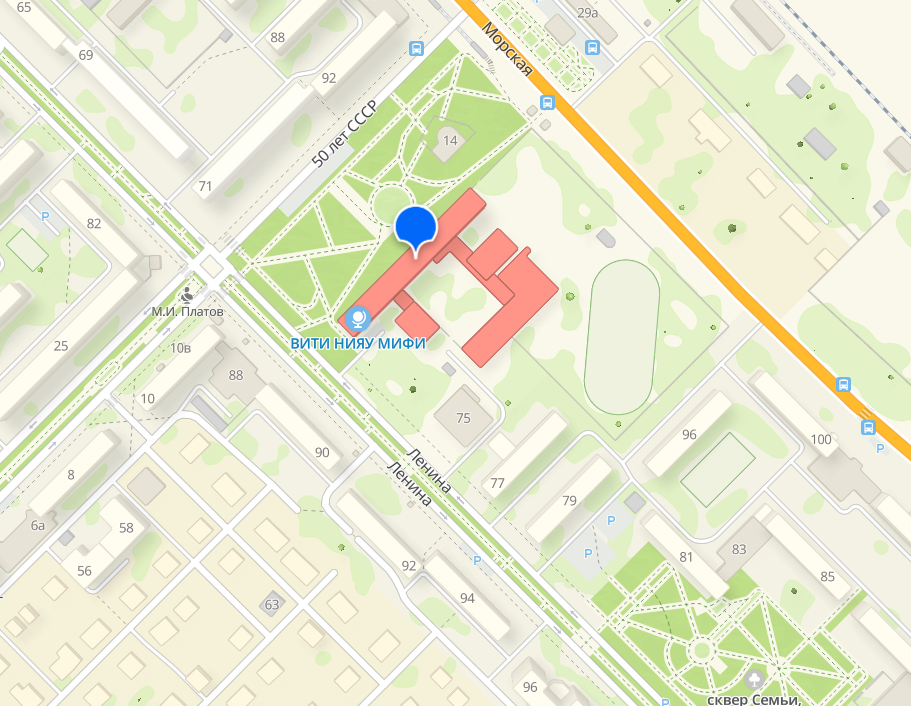 65
29а
69
88
Морская
92
50 лет СССР
14
71
82
P
М.И. Платов
ВИТИ НИЯУ МИФИ
25
10в
88
10
75
96
100
90
P
8
Ленина
Ленина
77
79
6а
58
P
P
83
56
92
P
81
85
63
94
96
P
сквер Семьи,